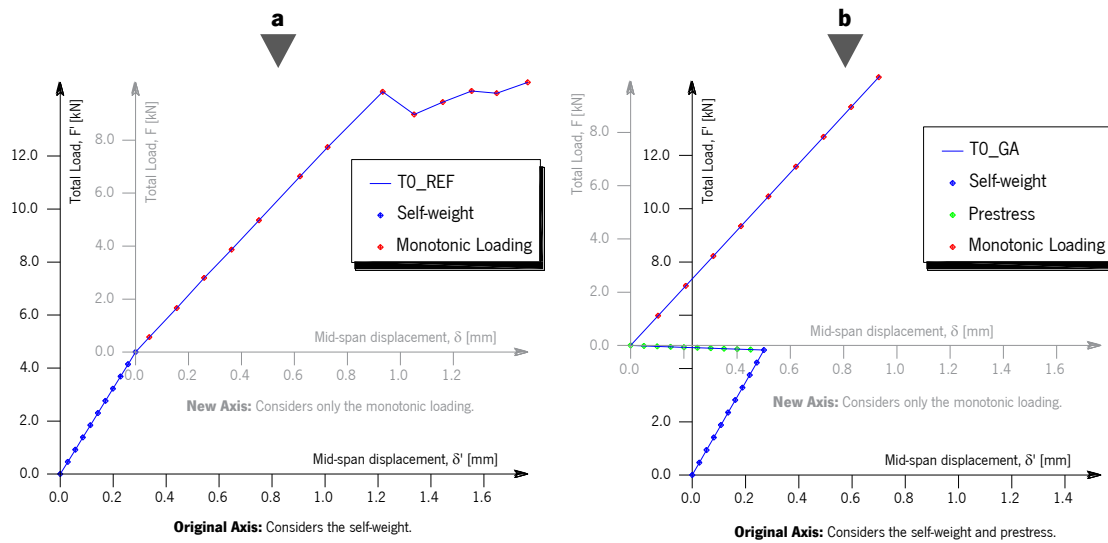 a
Total Load, F' [kN]
Total Load, F [kN]
12.0
10.0
8.0
6.0
4.0
2.0
0.0
8.0
6.0
4.0
2.0
0.0
T0_REF
Self-weight
Monotonic Loading
Mid-span displacement, δ [mm]
0.0 0.2 0.4 0.6 0.8 1.0 1.2
New Axis: Considers only the monotonic loading.
Mid-span displacement, δ' [mm]
0.0 0.2 0.4 0.6 0.8 1.0 1.2 1.4 1.6
Original Axis: Considers the self-weight.
b
Total Load, F [kN]
Total Load, F' [kN]
8.0
6.0
4.0
2.0
0.0
12.0
10.0
8.0
2.0
0.0
T0_GA
Self-weight
Prestress
Monotonic Loading
Mid-span displacement, δ [mm]
0.0 0.2 0.4 0.6 0.8 1.0 1.2 1.4 1.6
New Axis: Considers only the monotonic loading.
Mid-span displacement, δ' [mm]
0.0 0.2 0.4 0.6 0.8 1.0 1.2 1.4
Original Axis: Considers the self-weight and prestress.